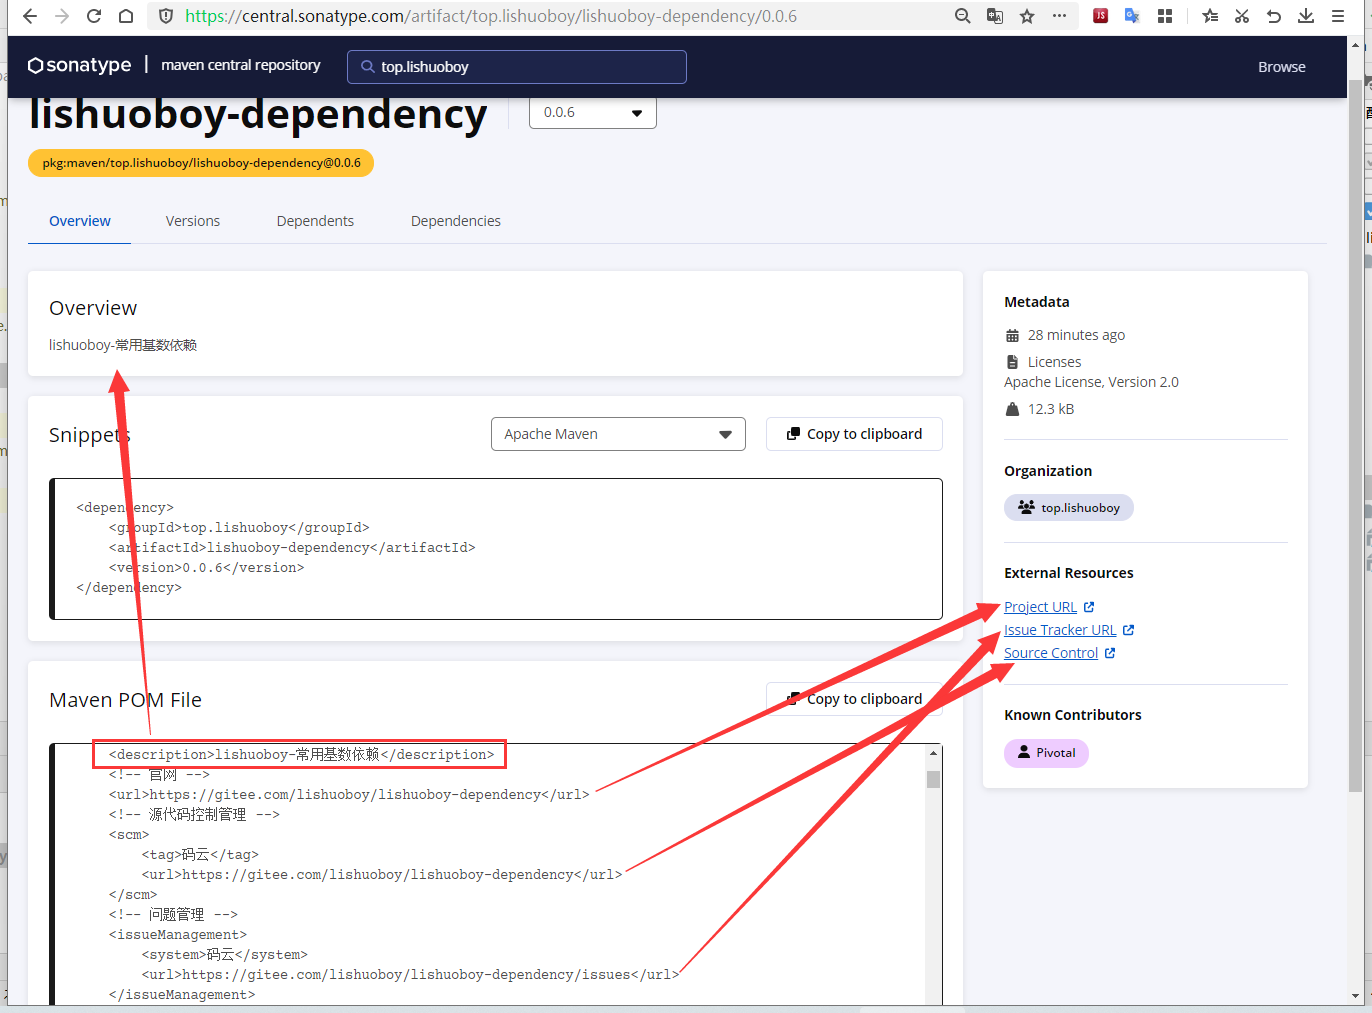 https://central.sonatype.com/artifact/top.lishuoboy/lishuoboy-dependency/0.0.6
sonatype | maven central repository
top.lishuoboy
Browse
lishuoboy-dependency
0.0.6
pkg:maven/top.lishuoboy/lishuoboy-dependency@0.0.6
Overview
Versions
Dependents
Dependencies
Overview
lishuoboy-常用基数依赖
Snippets
Apache Maven
Copy to clipboard
<dependency>
<groupId>top.lishuoboy</groupId>
<artifactId>lishuoboy-dependency</artifactId>
<version>0.0.6</version>
</dependency>
Maven POM File
Copy to clipboard
<description>lishuoboy-常用基数依赖</description>
<!-- 官网 -->
<url>https://gitee.com/lishuoboy/lishuoboy-dependency</url>
<!-- 源代码控制管理 -->
<scm>
<tag>码云</tag>
<url>https://gitee.com/lishuoboy/lishuoboy-dependency</url>
</scm>
<!-- 问题管理 -->
<issueManagement>
<system>码云</system>
<url>https://gitee.com/lishuoboy/lishuoboy-dependency/issues</url>
</issueManagement>
Metadata
28 minutes ago
Licenses
Apache License, Version 2.0
12.3 kB
Organization
top.lishuoboy
External Resources
Project URL
Issue Tracker URL
Source Control
Known Contributors
Pivotal